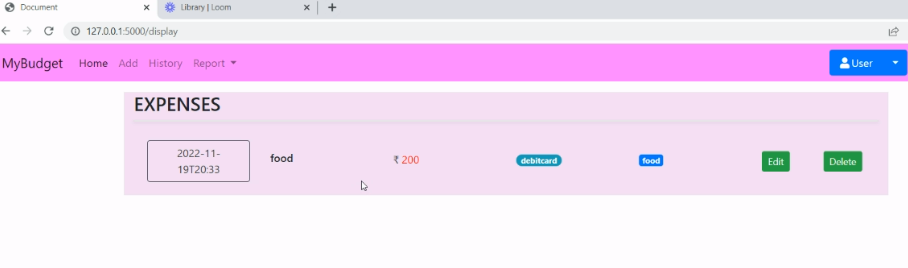 Document
Library | Loom
127.0.0.1:5000/display
MyBudget Home Add History Report User
EXPENSES
2022-11-
19T20:33
food
₹ 200
debitcard
food
Edit
Delete